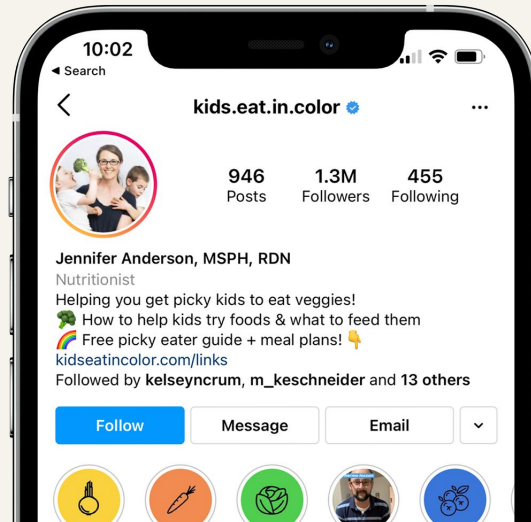 10:02
◀ Search
kids.eat.in.color
946 1.3M 455
Posts Followers Following
Jennifer Anderson, MSPH, RDN
Nutritionist
Helping you get picky kids to eat veggies!
🥦 How to help kids try foods & what to feed them
🌈 Free picky eater guide + meal plans! 👇
kidseatincolor.com/links
Followed by kelseyncrum, m_keschneider and 13 others
Follow Message Email